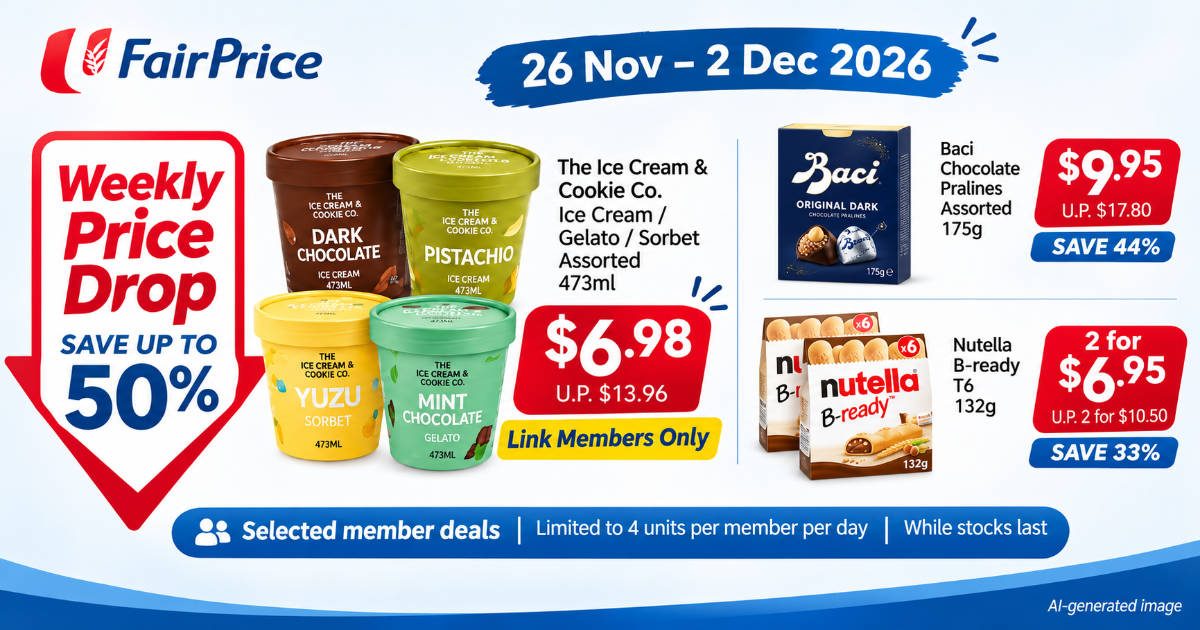 FairPrice
26 Nov – 2 Dec 2026
Weekly
Price
Drop
SAVE UP TO
50%
THE
ICE CREAM &
COOKIE CO.
DARK
CHOCOLATE
ICE CREAM
473ML
THE
ICE CREAM &
COOKIE CO.
PISTACHIO
ICE CREAM
473ML
THE
ICE CREAM &
COOKIE CO.
YUZU
SORBET
473ML
THE
ICE CREAM &
COOKIE CO.
MINT
CHOCOLATE
GELATO
473ML
The Ice Cream &
Cookie Co.
Ice Cream /
Gelato / Sorbet
Assorted
473ml
$6.98
U.P. $13.96
Link Members Only
Baci
ORIGINAL DARK
CHOCOLATE PRALINES
Baci
175g e
Baci
Chocolate
Pralines
Assorted
175g
$9.95
U.P. $17.80
SAVE 44%
x6
nu
B-r
x6
nutella
B-ready™
132g
Nutella
B-ready
T6
132g
2 for
$6.95
U.P. 2 for $10.50
SAVE 33%
Selected member deals | Limited to 4 units per member per day | While stocks last
AI-generated image